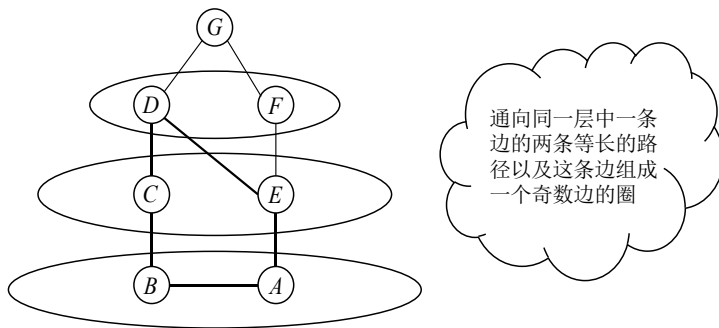 G
D F
C E
B A
通向同一层中一条
边的两条等长的路
径以及这条边组成
一个奇数边的圈